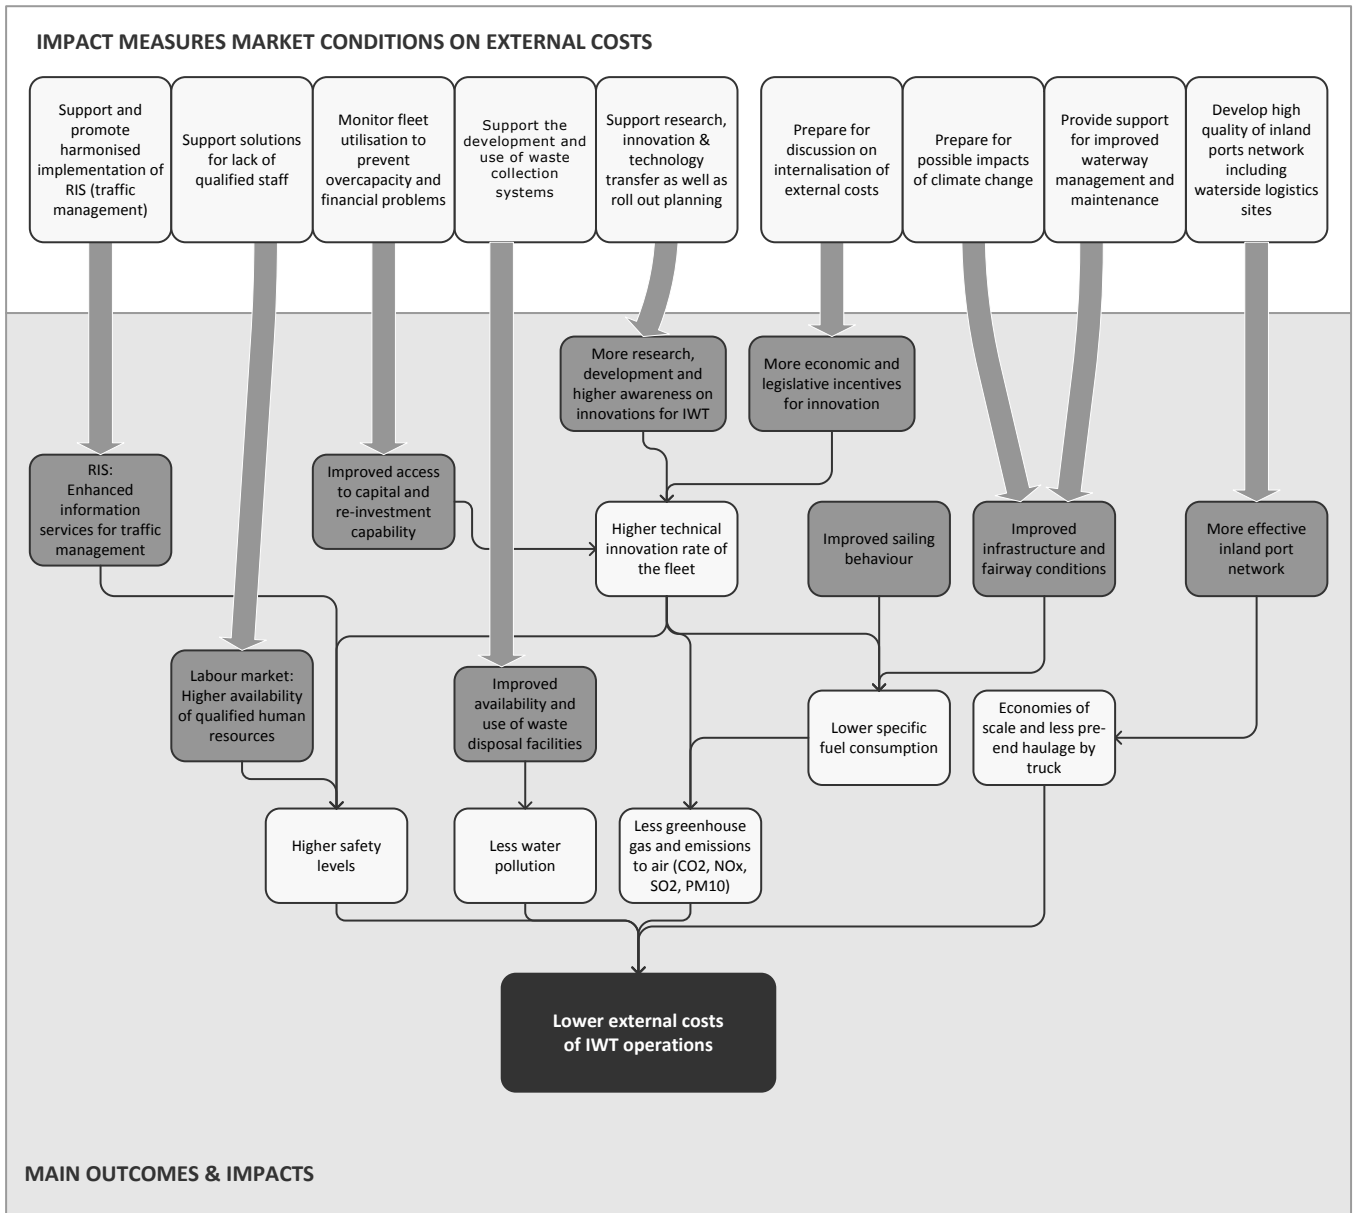 IMPACT MEASURES MARKET CONDITIONS ON EXTERNAL COSTS
Support and
promote
harmonised
implementation of
RIS (traffic
management)
Support solutions
for lack of
qualified staff
Monitor fleet
utilisation to
prevent
overcapacity and
financial problems
Support the
development and
use of waste
collection
systems
Support research,
innovation &
technology
transfer as well as
roll out planning
Prepare for
discussion on
internalisation of
external costs
Prepare for
possible impacts
of climate change
Provide support
for improved
waterway
management and
maintenance
Develop high
quality of inland
ports network
including
waterside logistics
sites
More research,
development and
higher awareness on
innovations for IWT
More economic and
legislative incentives
for innovation
RIS:
Enhanced
information
services for traffic
management
Improved access
to capital and
re-investment
capability
Higher technical
innovation rate of
the fleet
Improved sailing
behaviour
Improved
infrastructure and
fairway conditions
More effective
inland port
network
Labour market:
Higher availability
of qualified human
resources
Improved
availability and
use of waste
disposal facilities
Lower specific
fuel consumption
Economies of
scale and less pre-
end haulage by
truck
Higher safety
levels
Less water
pollution
Less greenhouse
gas and emissions
to air (CO2, NOx,
SO2, PM10)
Lower external costs
of IWT operations
MAIN OUTCOMES & IMPACTS